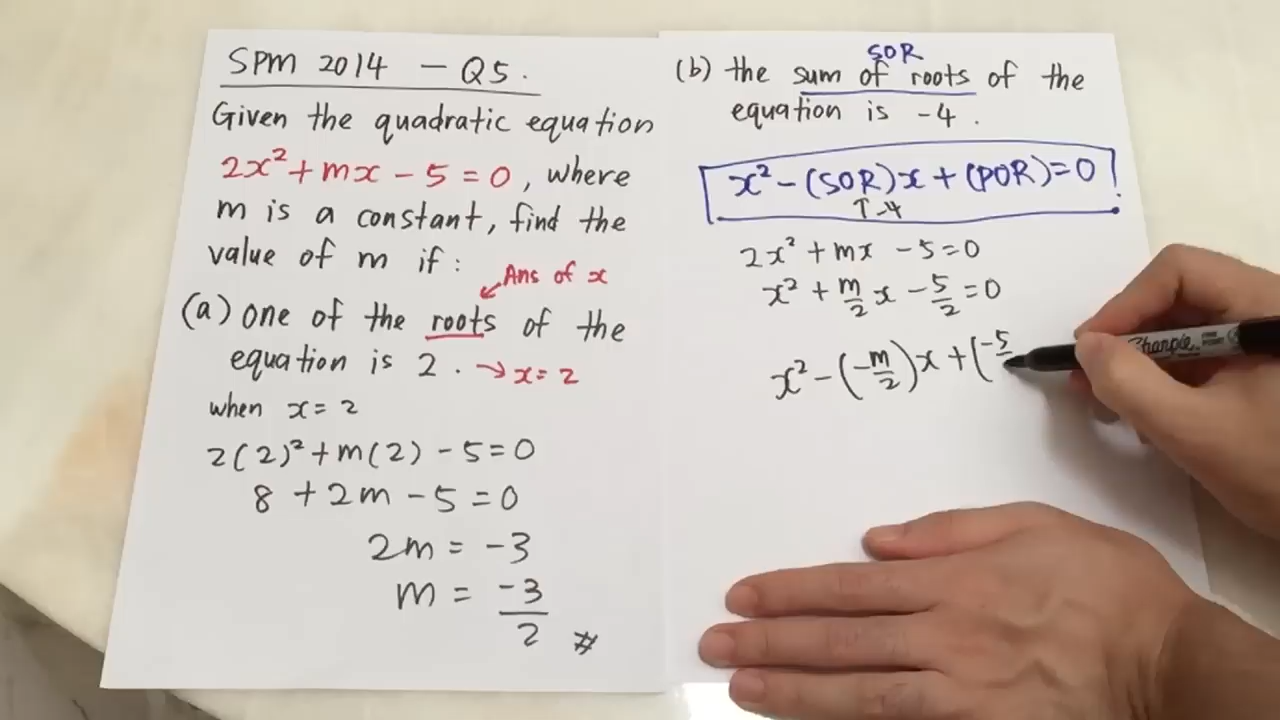 SPM 2014 - Q5.
Given the quadratic equation
2x² + mx - 5 = 0, where
m is a constant, find the
value of m if:
Ans of x
(a) one of the roots of the
equation is 2. → x = 2
when x = 2
2(2)² + m(2) - 5 = 0
8 + 2m - 5 = 0
2m = -3
m = -3/2 #
SOR
(b) the sum of roots of the
equation is -4.
x² - (SOR)x + (POR) = 0
↑ -4
2x² + mx - 5 = 0
x² + m/2 x - 5/2 = 0
x² - (-m/2)x + (-5
Sharpie